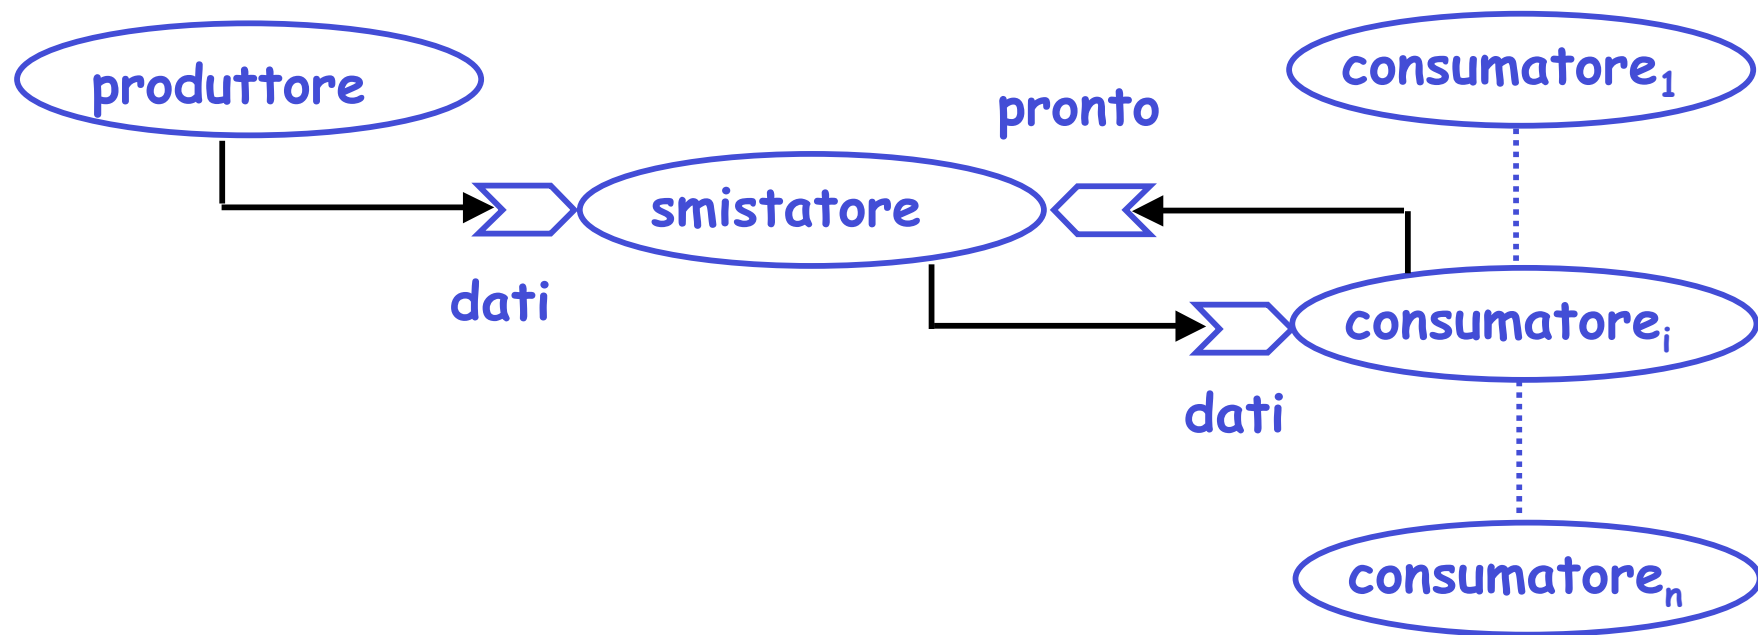 produttore
consumatore1
pronto
smistatore
dati
consumatorei
dati
consumatoren